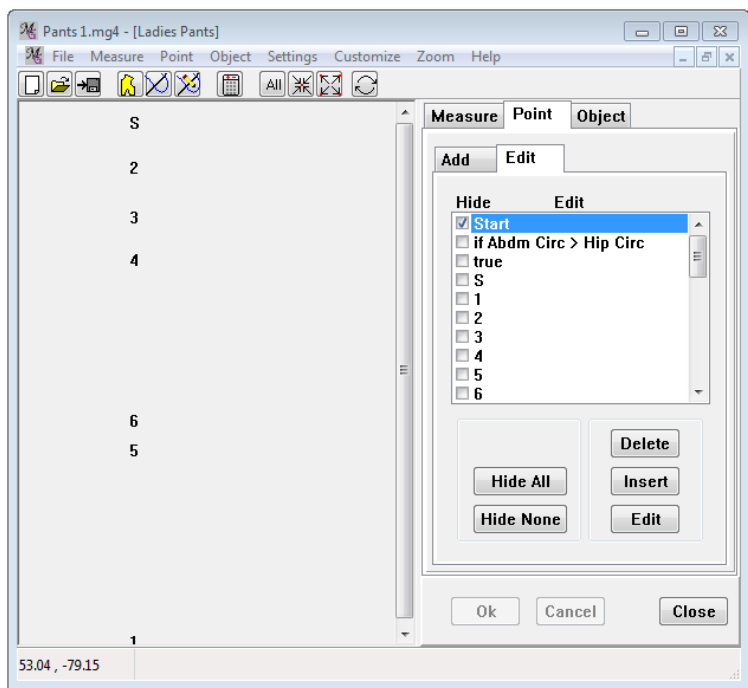 Pants 1.mg4 - [Ladies Pants]
File Measure Point Object Settings Customize Zoom Help
All
S
2
3
4
6
5
1
Measure Point Object
Add Edit
Hide Edit
Start
if Abdm Circ > Hip Circ
true
S
1
2
3
4
5
6
Delete
Hide All Insert
Hide None Edit
Ok Cancel Close
53.04 , -79.15